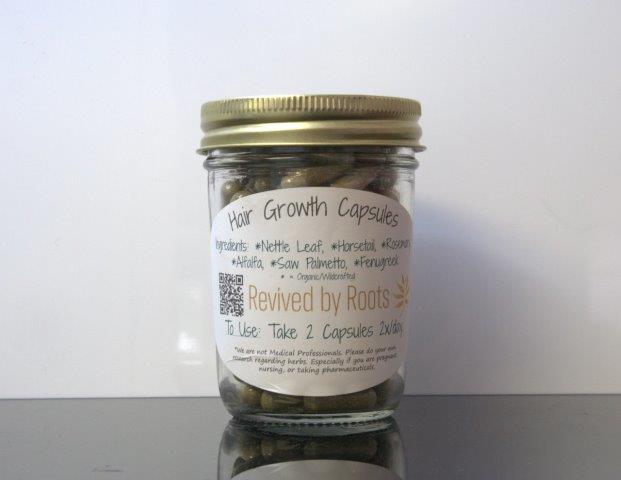 Hair Growth Capsules
Ingredients: *Nettle Leaf, *Horsetail, *Rosemary
*Alfalfa, *Saw Palmetto, *Fenugreek
* = Organic/Wildcrafted
Revived by Roots
To Use: Take 2 Capsules 2x/day
*We are not Medical Professionals. Please do your own
research regarding herbs. Especially if you are pregnant,
nursing, or taking pharmaceuticals.